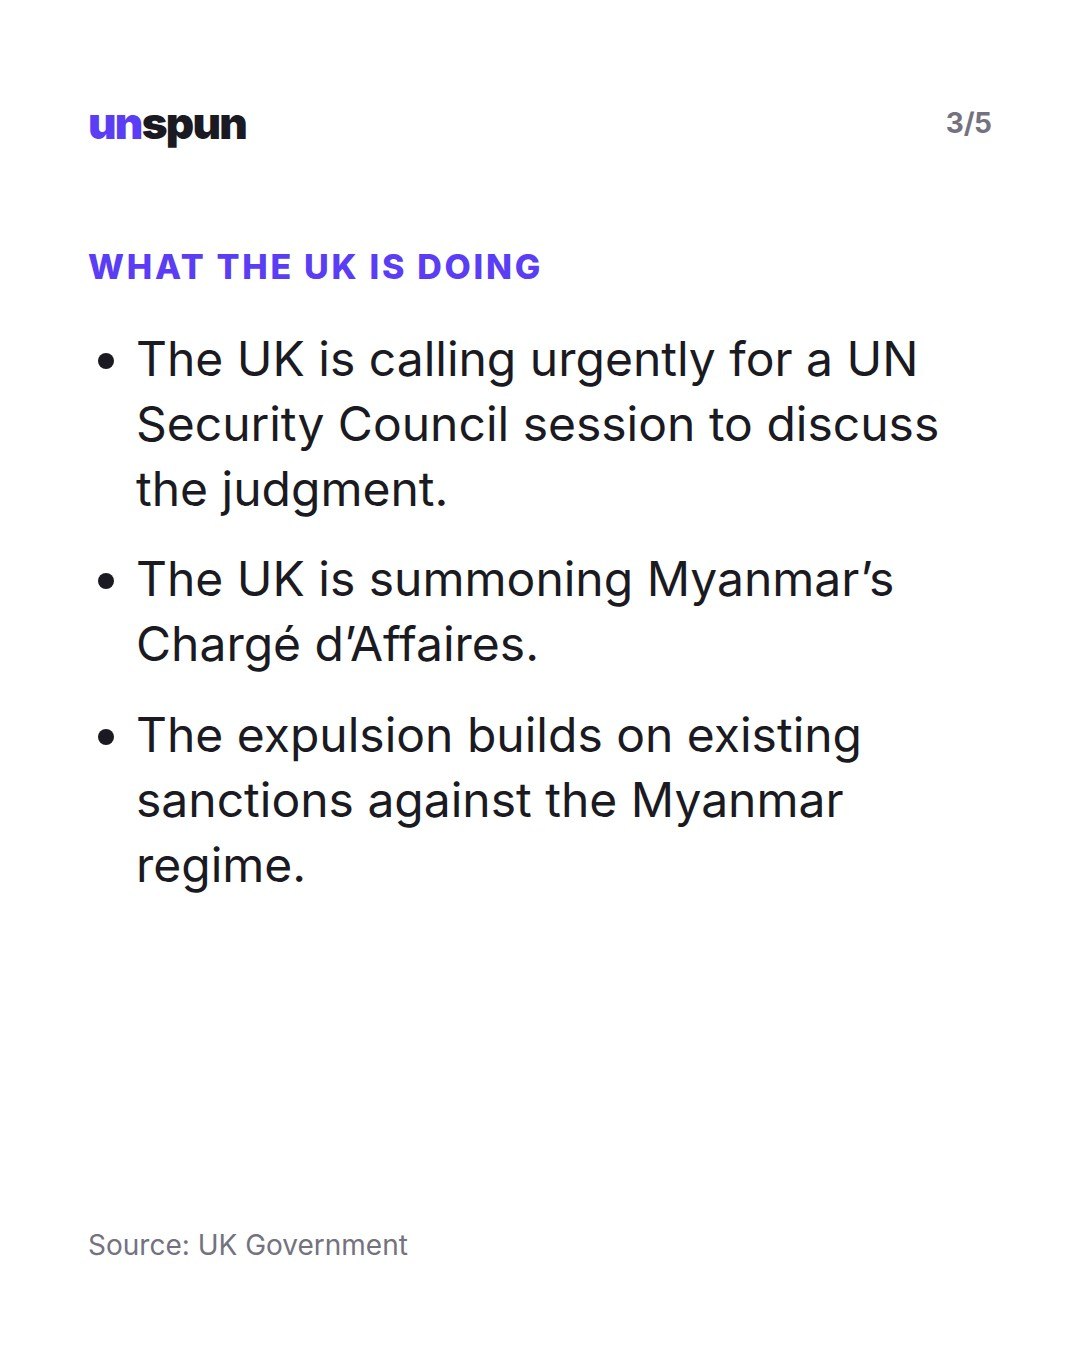 unspun
3/5
WHAT THE UK IS DOING
• The UK is calling urgently for a UN
Security Council session to discuss
the judgment.
• The UK is summoning Myanmar’s
Chargé d’Affaires.
• The expulsion builds on existing
sanctions against the Myanmar
regime.
Source: UK Government